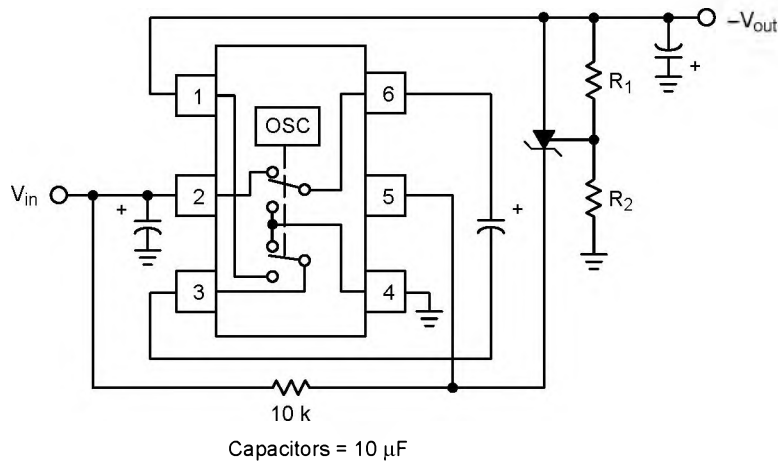 –Vout
1
6
R1
OSC
+
Vin
2
5
+
+
R2
3
4
10 k
Capacitors = 10 μF